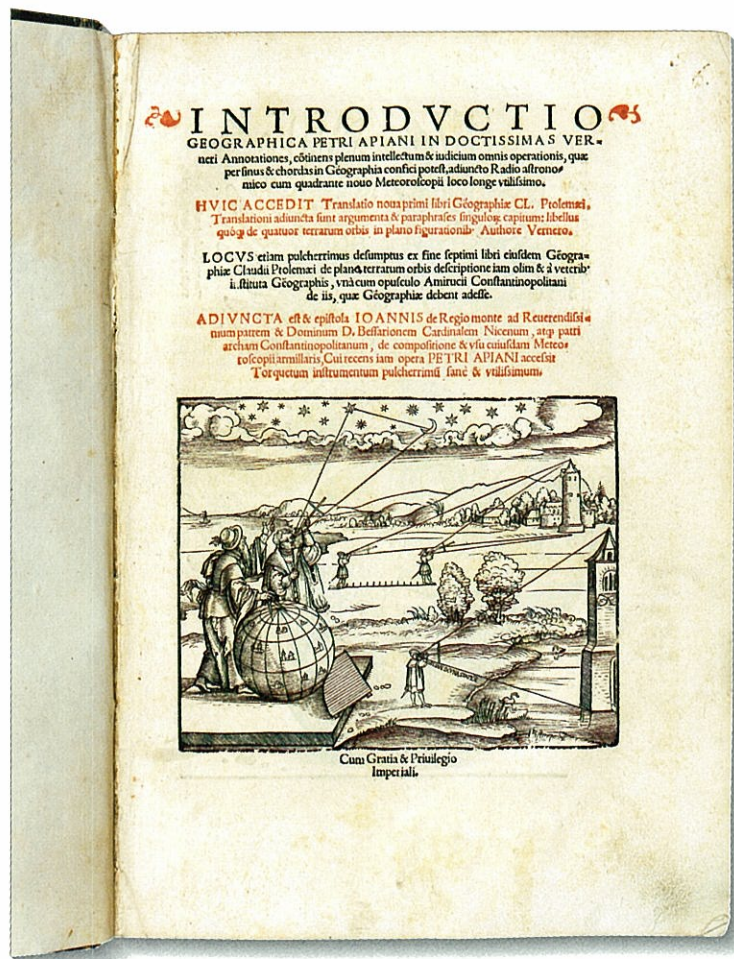 INTRODVCTIO
GEOGRAPHICA PETRI APIANI IN DOCTISSIMAS VER-
neri Annotationes, cõtinens plenum intellectum & iudicium omnis operationis, quæ
per sinus & chordas in Geographia confici potest, adiuncto Radio astrono-
mico cum quadrante nouo Meteoroscopii loco longe vtilissimo.
HVIC ACCEDIT Translatio noua primi libri Geographiæ CL. Ptolemæi,
Translationi adiuncta sunt argumenta & paraphrases singuloꝝ capitum: libellus
quoq; de quatuor terrarum orbis in plano figurationib⁹ Authore Vernero.
LOCVS etiam pulcherrimus desumptus ex fine septimi libri eiusdem Geogra-
phiæ Claudii Ptolemæi de plana terrarum orbis descriptione iam olim & à veterib⁹
instituta Geographis, vnà cum opusculo Amirucii Constantinopolitani
de iis, quæ Geographiæ debent adesse.
ADIVNCTA est & epistola IOANNIS de Regio monte ad Reuerendissi-
mum patrem & Dominum D. Bessarionem Cardinalem Nicenum, atq; patri
archam Constantinopolitanum, de compositione & vsu cuiusdam Meteo-
roscopii armillaris, Cui recens iam opera PETRI APIANI accessit
Torquetum instrumentum pulcherrimũ sanè & vtilissimum.
Cum Gratia & Priuilegio
Imperiali.